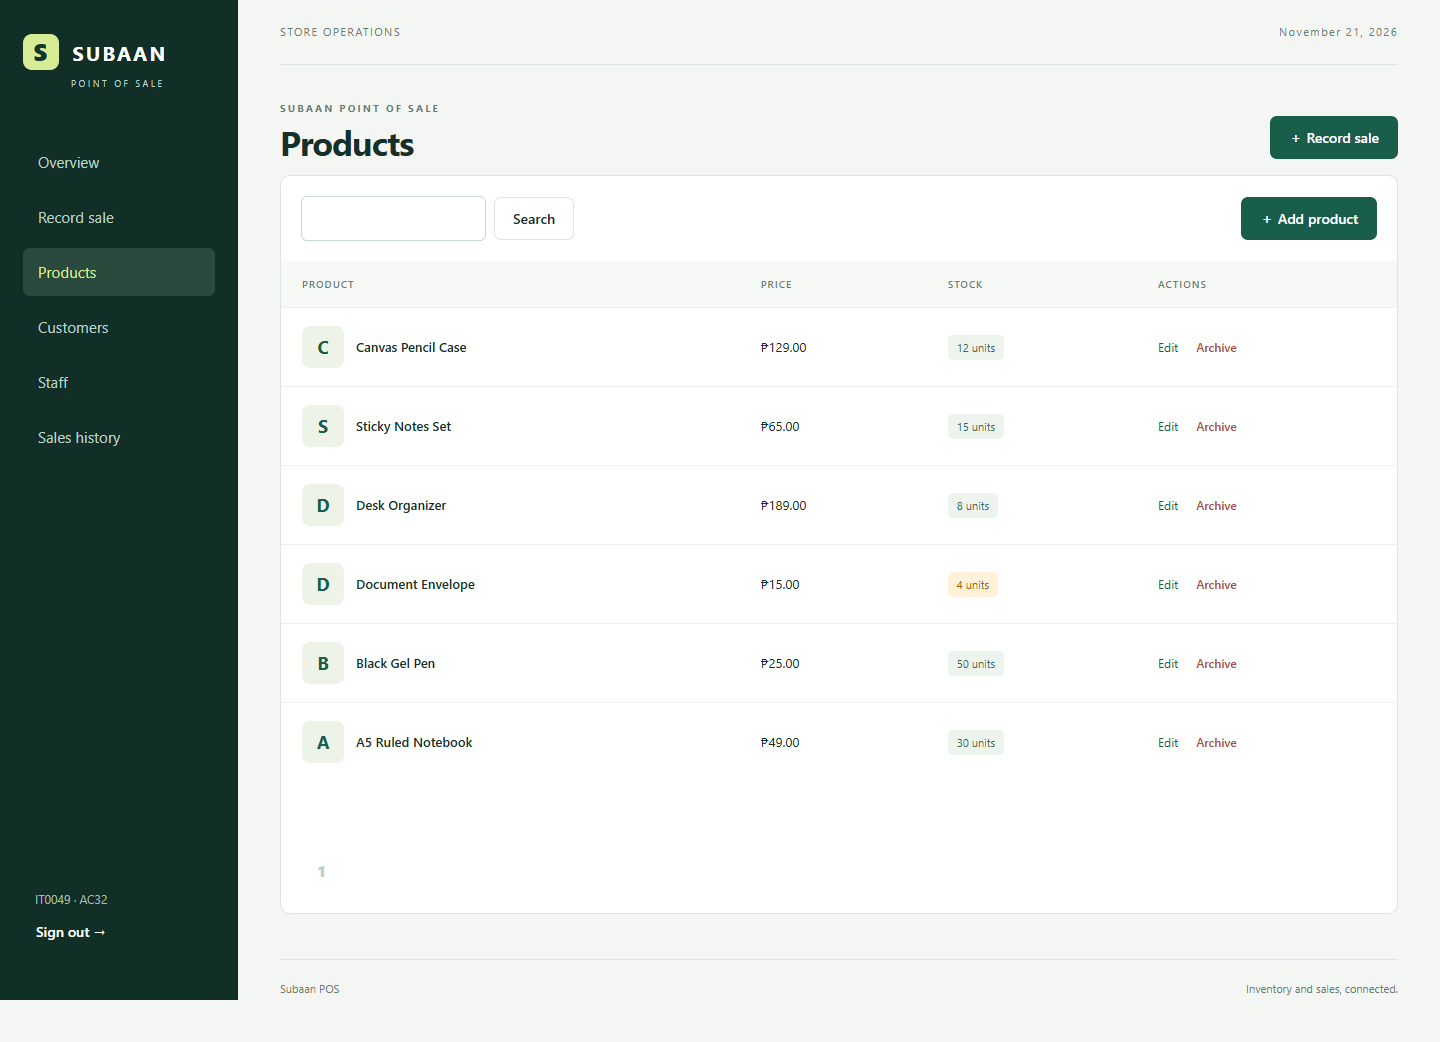 S SUBAAN
POINT OF SALE
Overview
Record sale
Products
Customers
Staff
Sales history
IT0049 · AC32
Sign out →
STORE OPERATIONS
November 21, 2026
SUBAAN POINT OF SALE
Products
+ Record sale
Search
+ Add product
PRODUCT PRICE STOCK ACTIONS
C Canvas Pencil Case ₱129.00 12 units Edit Archive
S Sticky Notes Set ₱65.00 15 units Edit Archive
D Desk Organizer ₱189.00 8 units Edit Archive
D Document Envelope ₱15.00 4 units Edit Archive
B Black Gel Pen ₱25.00 50 units Edit Archive
A A5 Ruled Notebook ₱49.00 30 units Edit Archive
1
Subaan POS
Inventory and sales, connected.